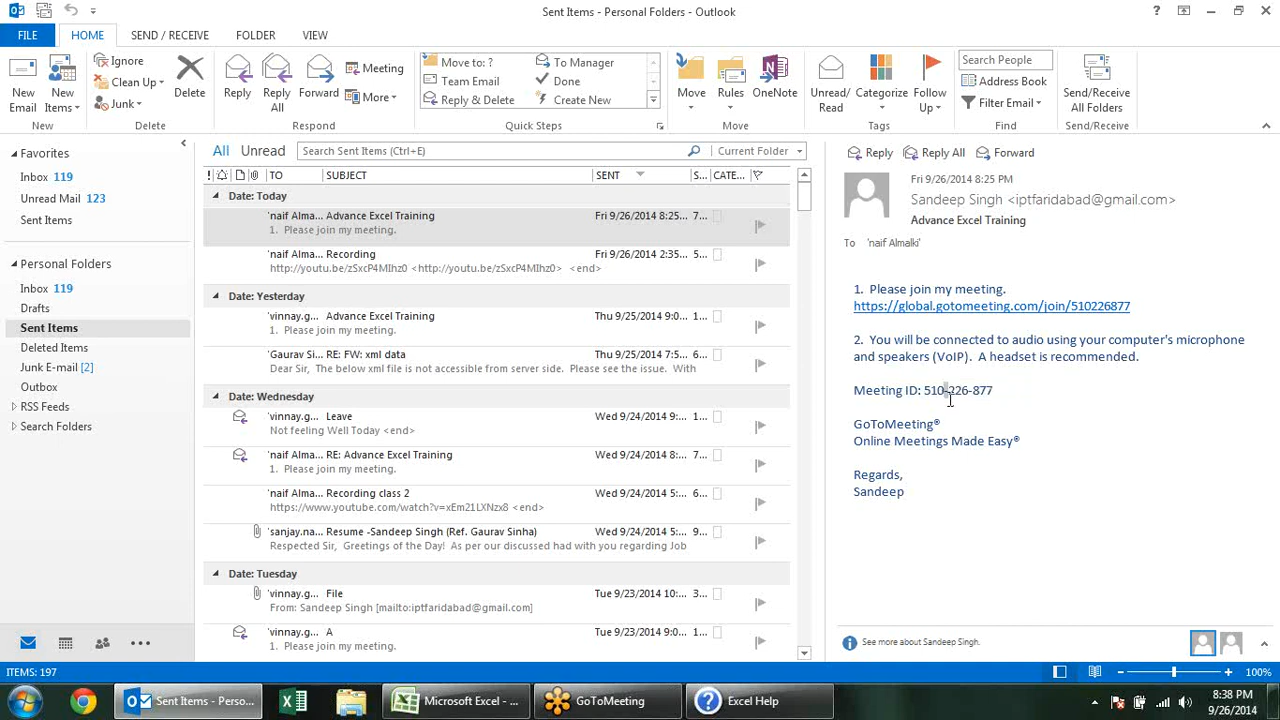 Sent Items - Personal Folders - Outlook
FILE HOME SEND / RECEIVE FOLDER VIEW
New Email
New Items
New
Ignore
Clean Up
Junk
Delete
Delete
Reply
Reply All
Forward
Meeting
More
Respond
Move to: ?
Team Email
Reply & Delete
To Manager
Done
Create New
Quick Steps
Move
Rules
OneNote
Move
Unread/ Read
Categorize
Follow Up
Tags
Search People
Address Book
Filter Email
Find
Send/Receive All Folders
Send/Receive
Favorites
Inbox 119
Unread Mail 123
Sent Items
Personal Folders
Inbox 119
Drafts
Sent Items
Deleted Items
Junk E-mail [2]
Outbox
RSS Feeds
Search Folders
All Unread Search Sent Items (Ctrl+E) Current Folder
! TO SUBJECT SENT S... CATE...
Date: Today
'naif Alma... Advance Excel Training Fri 9/26/2014 8:25... 7...
1. Please join my meeting.
'naif Alma... Recording Fri 9/26/2014 2:35... 5...
http://youtu.be/zSxcP4MIhz0 <http://youtu.be/zSxcP4MIhz0> <end>
Date: Yesterday
'vinnay.g... Advance Excel Training Thu 9/25/2014 9:0... 1...
1. Please join my meeting.
'Gaurav Si... RE: FW: xml data Thu 9/25/2014 7:5... 6...
Dear Sir, The below xml file is not accessible from server side. Please see the issue. With
Date: Wednesday
'vinnay.g... Leave Wed 9/24/2014 9:... 1...
Not feeling Well Today <end>
'naif Alma... RE: Advance Excel Training Wed 9/24/2014 8:... 7...
1. Please join my meeting.
'naif Alma... Recording class 2 Wed 9/24/2014 5:... 5...
https://www.youtube.com/watch?v=xEm21LXNzx8 <end>
'sanjay.na... Resume -Sandeep Singh (Ref. Gaurav Sinha) Wed 9/24/2014 5:... 9...
Respected Sir, Greetings of the Day! As per our discussed had with you regarding Job
Date: Tuesday
'vinnay.g... File Tue 9/23/2014 10:... 3...
From: Sandeep Singh [mailto:iptfaridabad@gmail.com]
'vinnay.g... A Tue 9/23/2014 9:... 1...
1. Please join my meeting.
Reply Reply All Forward
Fri 9/26/2014 8:25 PM
Sandeep Singh <iptfaridabad@gmail.com>
Advance Excel Training
To 'naif Almalki'
1. Please join my meeting.
https://global.gotomeeting.com/join/510226877
2. You will be connected to audio using your computer's microphone
and speakers (VoIP). A headset is recommended.
Meeting ID: 510-226-877
GoToMeeting®
Online Meetings Made Easy®
Regards,
Sandeep
See more about Sandeep Singh.
ITEMS: 197 100%
Sent Items - Perso... Microsoft Excel - ... GoToMeeting Excel Help
8:38 PM
9/26/2014